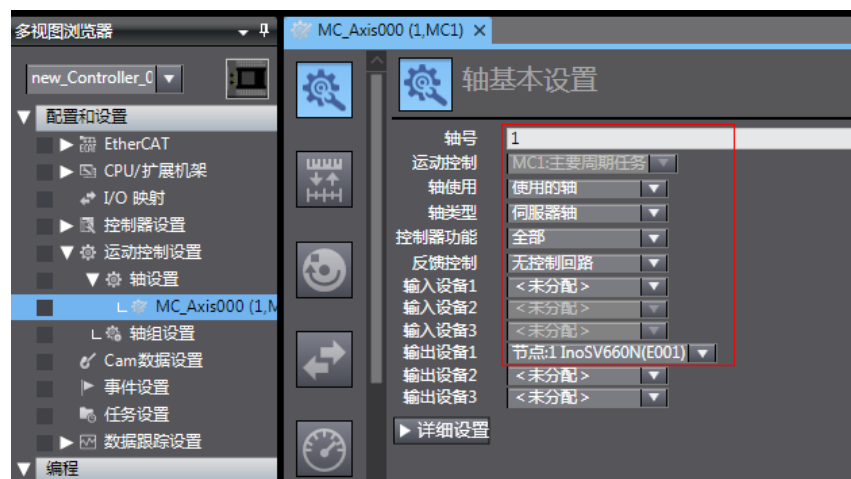 多视图浏览器
MC_Axis000 (1,MC1)
new_Controller_0
配置和设置
EtherCAT
CPU/扩展机架
I/O 映射
控制器设置
运动控制设置
轴设置
MC_Axis000 (1,M
轴组设置
Cam数据设置
事件设置
任务设置
数据跟踪设置
编程
轴基本设置
轴号 1
运动控制 MC1:主要周期任务
轴使用 使用的轴
轴类型 伺服器轴
控制器功能 全部
反馈控制 无控制回路
输入设备1 <未分配>
输入设备2 <未分配>
输入设备3 <未分配>
输出设备1 节点:1 InoSV660N(E001)
输出设备2 <未分配>
输出设备3 <未分配>
详细设置